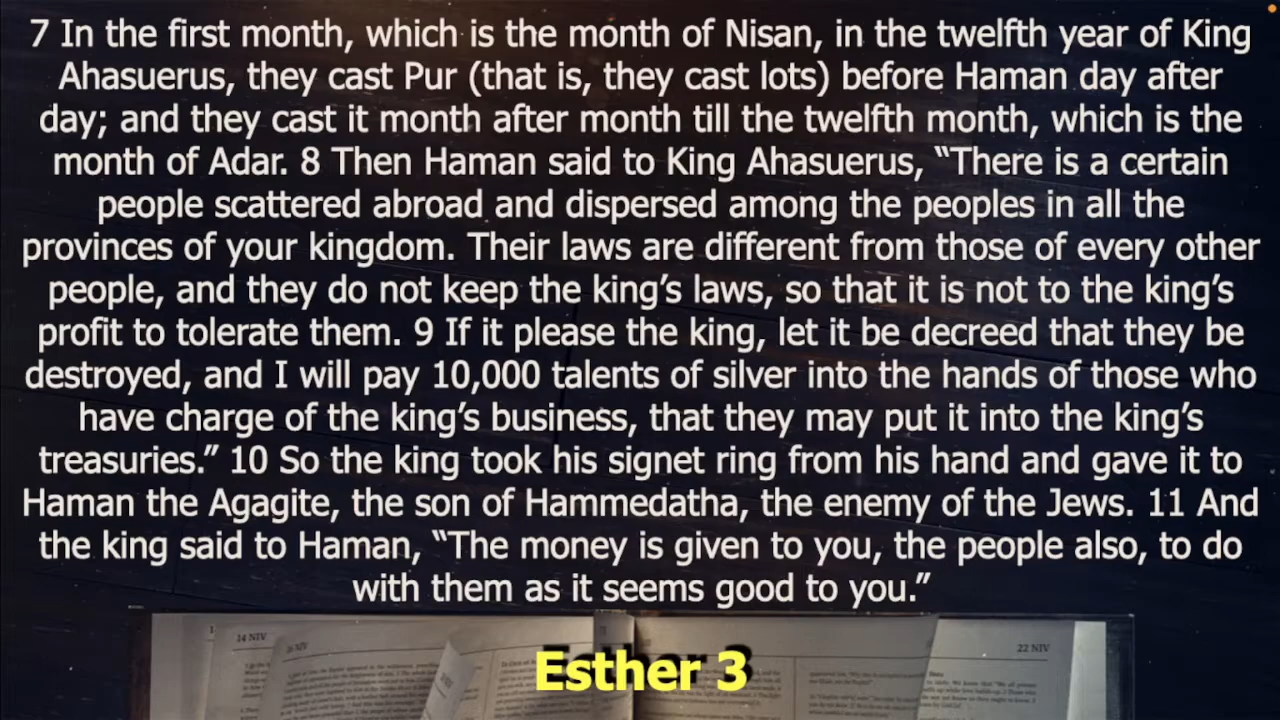 7 In the first month, which is the month of Nisan, in the twelfth year of King
Ahasuerus, they cast Pur (that is, they cast lots) before Haman day after
day; and they cast it month after month till the twelfth month, which is the
month of Adar. 8 Then Haman said to King Ahasuerus, “There is a certain
people scattered abroad and dispersed among the peoples in all the
provinces of your kingdom. Their laws are different from those of every other
people, and they do not keep the king’s laws, so that it is not to the king’s
profit to tolerate them. 9 If it please the king, let it be decreed that they be
destroyed, and I will pay 10,000 talents of silver into the hands of those who
have charge of the king’s business, that they may put it into the king’s
treasuries.” 10 So the king took his signet ring from his hand and gave it to
Haman the Agagite, the son of Hammedatha, the enemy of the Jews. 11 And
the king said to Haman, “The money is given to you, the people also, to do
with them as it seems good to you.”
14 NIV
22 NIV
Esther 3